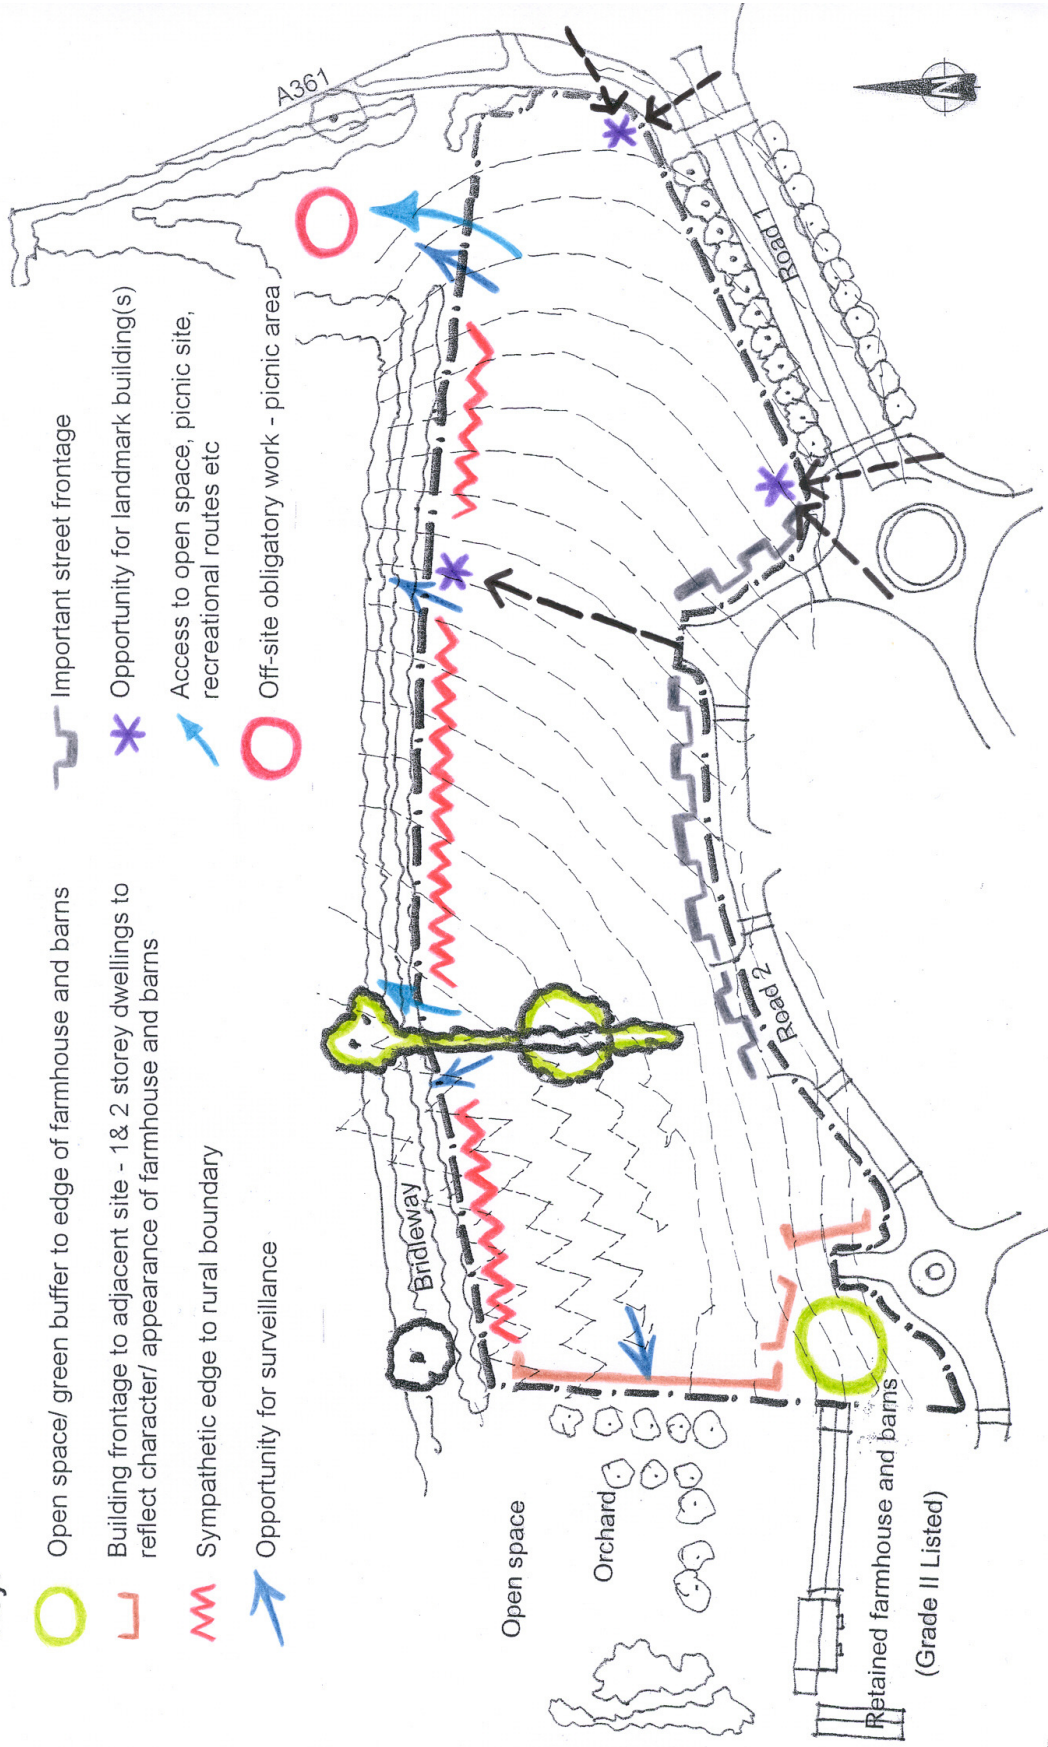 Open space/ green buffer to edge of farmhouse and barns
Building frontage to adjacent site - 1& 2 storey dwellings to
reflect character/ appearance of farmhouse and barns
Sympathetic edge to rural boundary
Opportunity for surveillance
Important street frontage
Opportunity for landmark building(s)
Access to open space, picnic site,
recreational routes etc
Off-site obligatory work - picnic area
A361
Bridleway
Open space
Orchard
Road 1
Road 2
Retained farmhouse and barns
(Grade II Listed)
N